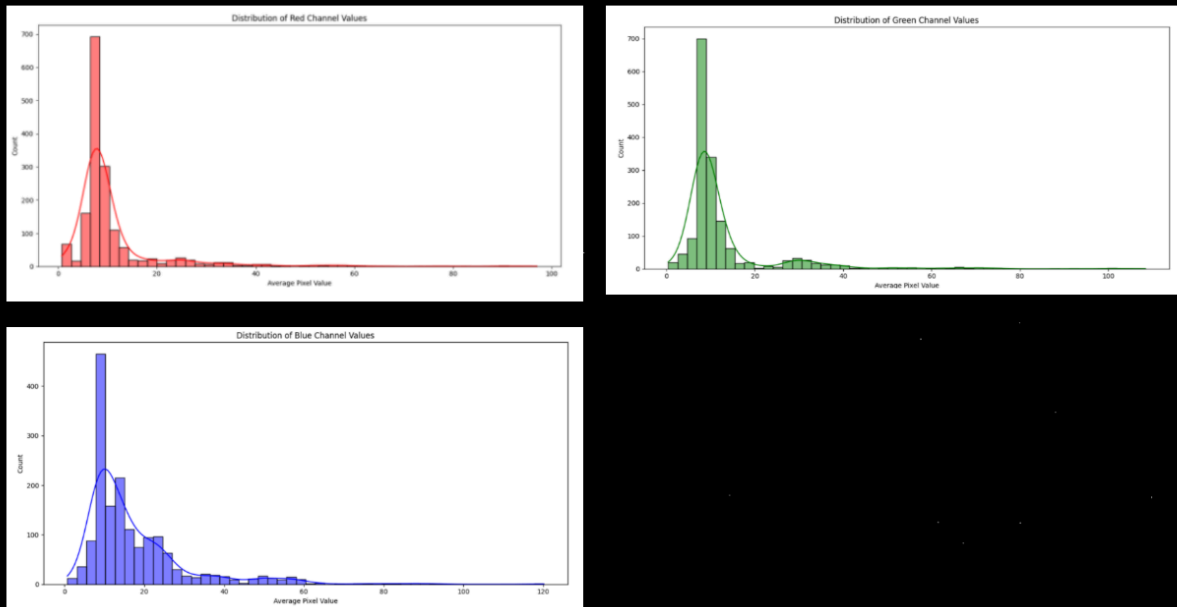 Distribution of Red Channel Values
700
600
500
400
300
200
100
0
Count
0 20 40 60 80 100
Average Pixel Value
Distribution of Green Channel Values
700
600
500
400
300
200
100
0
Count
0 20 40 60 80 100
Average Pixel Value
Distribution of Blue Channel Values
400
300
200
100
0
Count
0 20 40 60 80 100 120
Average Pixel Value